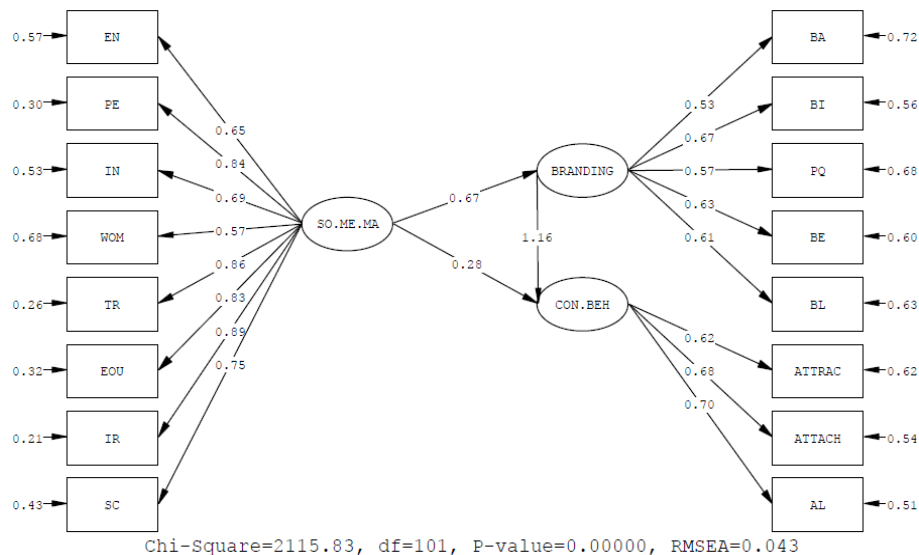 0.57 EN
0.30 PE
0.53 IN
0.68 WOM
0.26 TR
0.32 EOU
0.21 IR
0.43 SC
0.65
0.84
0.69
0.57
0.86
0.83
0.89
0.75
SO.ME.MA
0.67
0.28
BRANDING
1.16
CON.BEH
0.53
0.67
0.57
0.63
0.61
0.62
0.68
0.70
BA 0.72
BI 0.56
PQ 0.68
BE 0.60
BL 0.63
ATTRAC 0.62
ATTACH 0.54
AL 0.51
Chi-Square=2115.83, df=101, P-value=0.00000, RMSEA=0.043